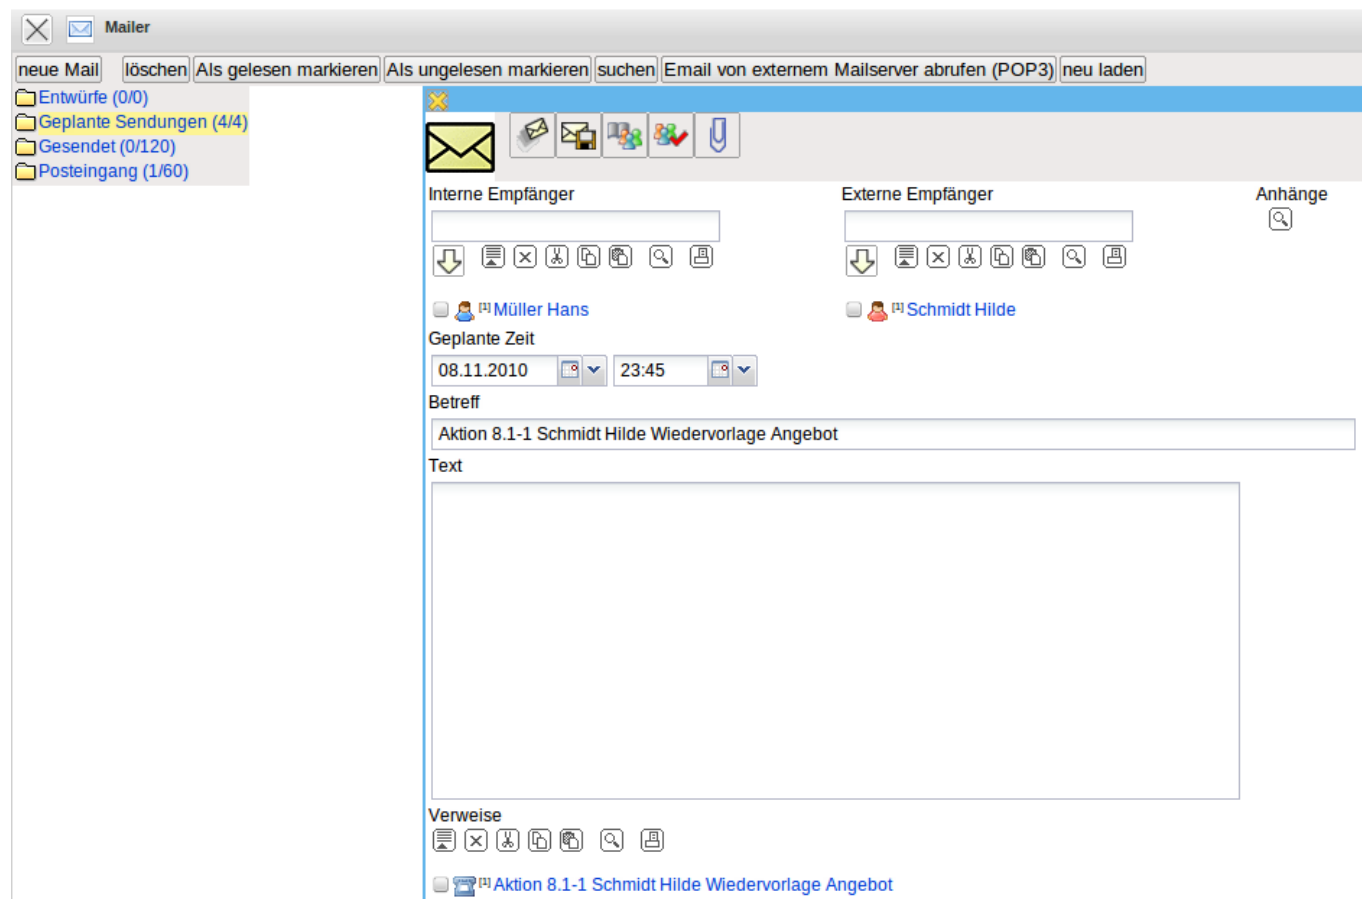 Mailer
neue Mail löschen Als gelesen markieren Als ungelesen markieren suchen Email von externem Mailserver abrufen (POP3) neu laden
Entwürfe (0/0)
Geplante Sendungen (4/4)
Gesendet (0/120)
Posteingang (1/60)
Interne Empfänger Externe Empfänger Anhänge
[1] Müller Hans [1] Schmidt Hilde
Geplante Zeit
08.11.2010 23:45
Betreff
Aktion 8.1-1 Schmidt Hilde Wiedervorlage Angebot
Text
Verweise
[1] Aktion 8.1-1 Schmidt Hilde Wiedervorlage Angebot